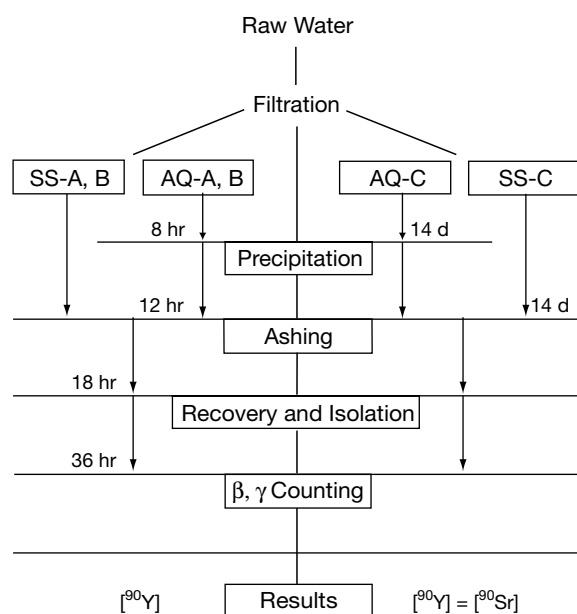 Raw Water
Filtration
SS-A, B
AQ-A, B
AQ-C
SS-C
8 hr
14 d
Precipitation
12 hr
14 d
Ashing
18 hr
Recovery and Isolation
36 hr
β, γ Counting
[⁹⁰Y]
Results
[⁹⁰Y] = [⁹⁰Sr]